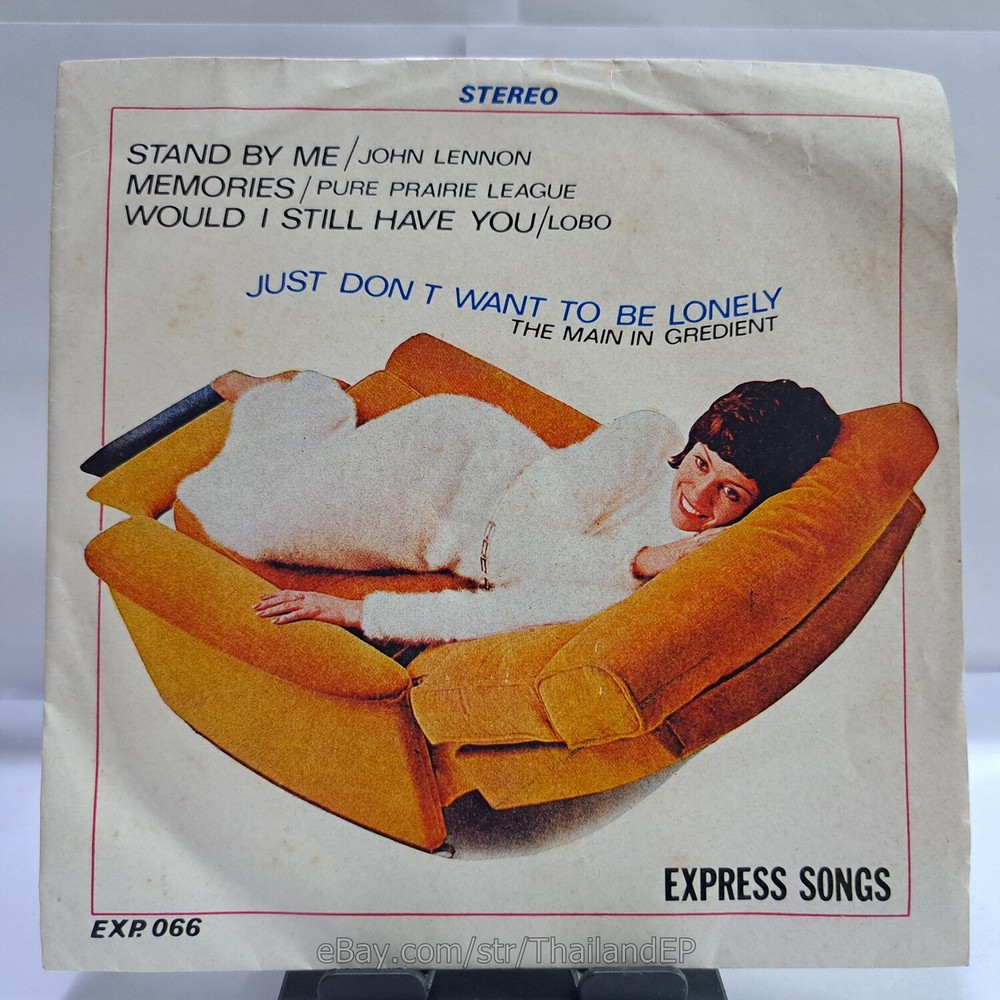 STEREO
STAND BY ME/JOHN LENNON
MEMORIES/PURE PRAIRIE LEAGUE
WOULD I STILL HAVE YOU/LOBO
JUST DON T WANT TO BE LONELY
THE MAIN IN GREDIENT
EXPRESS SONGS
EXP. 066
eBay.com/str/ThailandEP